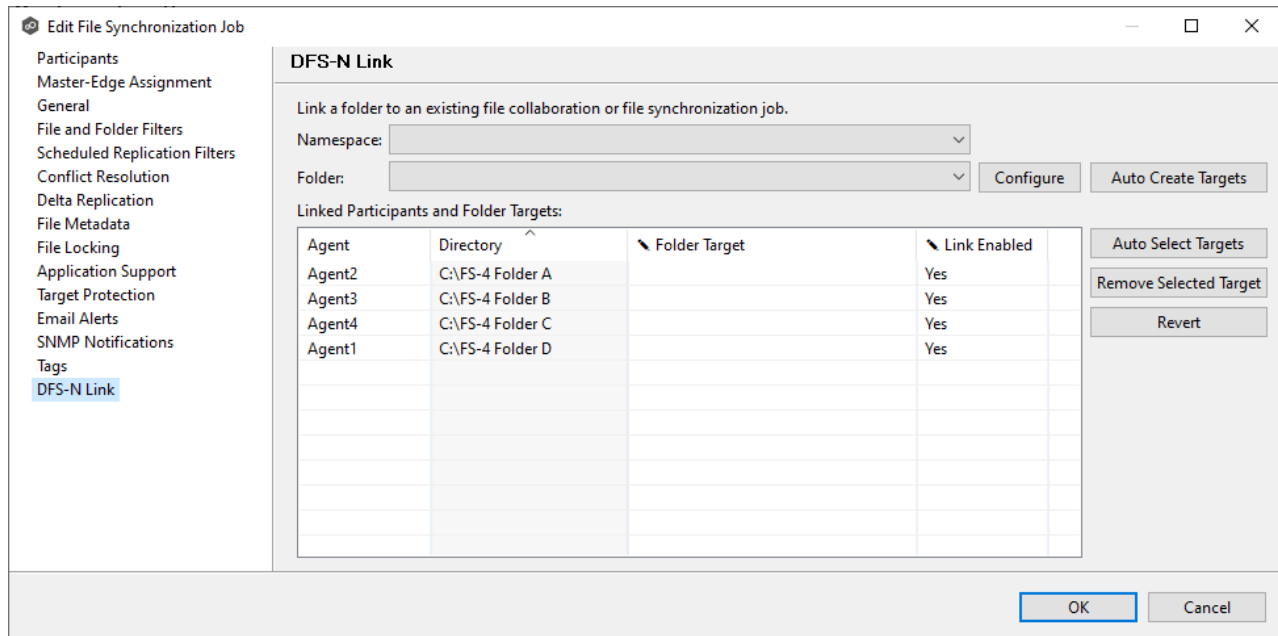 Edit File Synchronization Job
Participants
Master-Edge Assignment
General
File and Folder Filters
Scheduled Replication Filters
Conflict Resolution
Delta Replication
File Metadata
File Locking
Application Support
Target Protection
Email Alerts
SNMP Notifications
Tags
DFS-N Link
DFS-N Link
Link a folder to an existing file collaboration or file synchronization job.
Namespace:
Folder: Configure Auto Create Targets
Linked Participants and Folder Targets:
Agent Directory Folder Target Link Enabled
Agent2 C:\FS-4 Folder A Yes
Agent3 C:\FS-4 Folder B Yes
Agent4 C:\FS-4 Folder C Yes
Agent1 C:\FS-4 Folder D Yes
Auto Select Targets
Remove Selected Target
Revert
OK Cancel